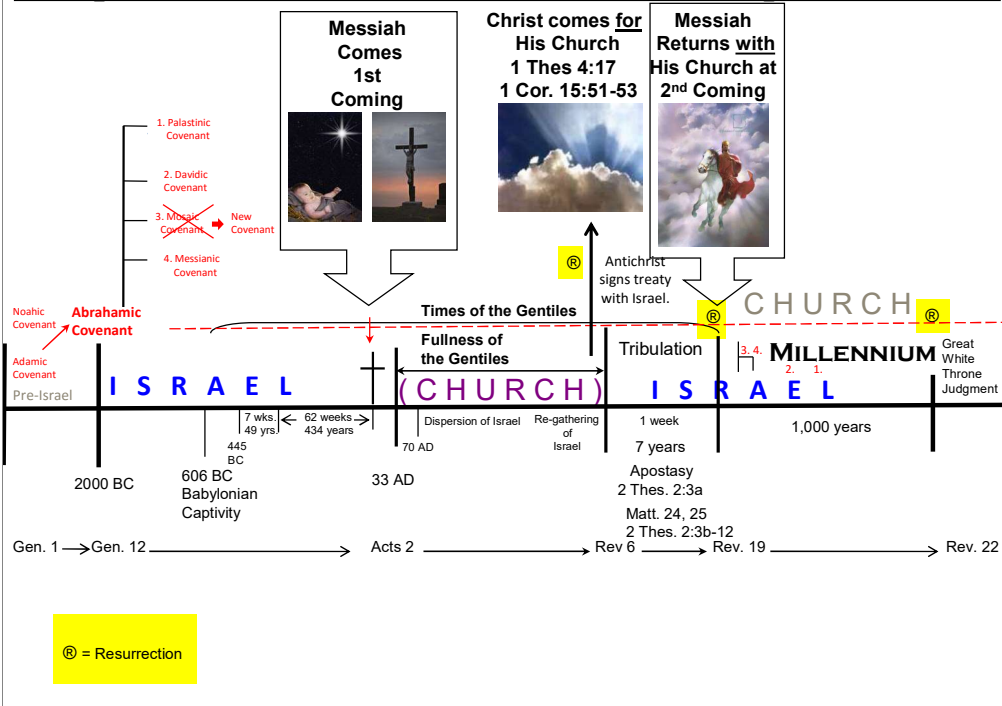 Messiah
Comes
1st
Coming
Christ comes for
His Church
1 Thes 4:17
1 Cor. 15:51-53
Messiah
Returns with
His Church at
2nd Coming
1. Palastinic
Covenant
2. Davidic
Covenant
3. Mosaic
Covenant
New
Covenant
4. Messianic
Covenant
®
Antichrist
signs treaty
with Israel.
Noahic
Covenant
Abrahamic
Covenant
Adamic
Covenant
Times of the Gentiles
®
CHURCH
®
Fullness of
the Gentiles
Tribulation
3. 4.
MILLENNIUM
2. 1.
Great
White
Throne
Judgment
Pre-Israel
ISRAEL
(CHURCH)
ISRAEL
7 wks.
49 yrs.
62 weeks
434 years
70 AD
Dispersion of Israel
Re-gathering
of
Israel
1 week
7 years
1,000 years
445
BC
2000 BC
606 BC
Babylonian
Captivity
33 AD
Apostasy
2 Thes. 2:3a
Matt. 24, 25
2 Thes. 2:3b-12
Gen. 1
Gen. 12
Acts 2
Rev 6
Rev. 19
Rev. 22
® = Resurrection